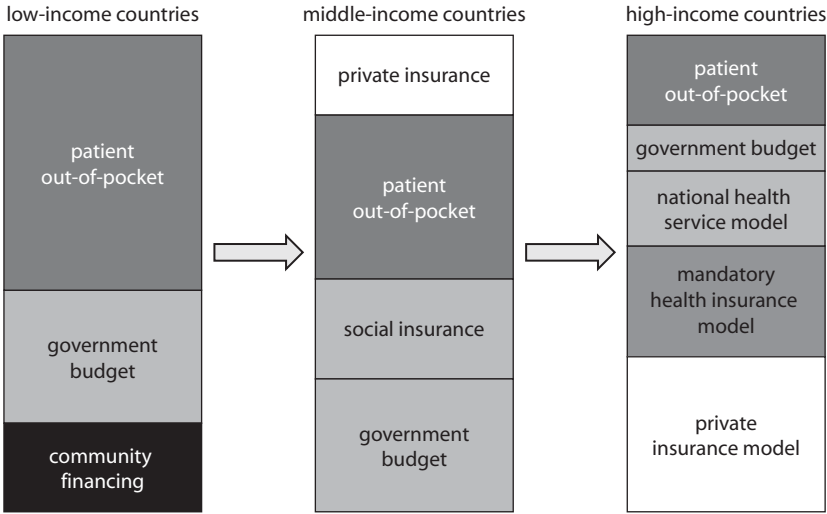 low-income countries
patient
out-of-pocket
government
budget
community
financing
middle-income countries
private insurance
patient
out-of-pocket
social insurance
government
budget
high-income countries
patient
out-of-pocket
government budget
national health
service model
mandatory
health insurance
model
private
insurance model